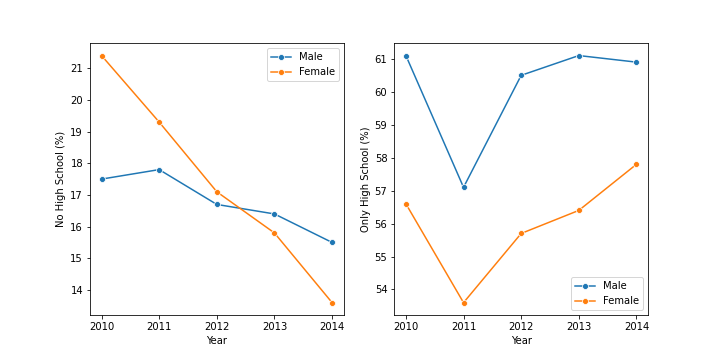 No High School (%)
21
20
19
18
17
16
15
14
2010 2011 2012 2013 2014
Year
Male
Female
Only High School (%)
61
60
59
58
57
56
55
54
2010 2011 2012 2013 2014
Year
Male
Female